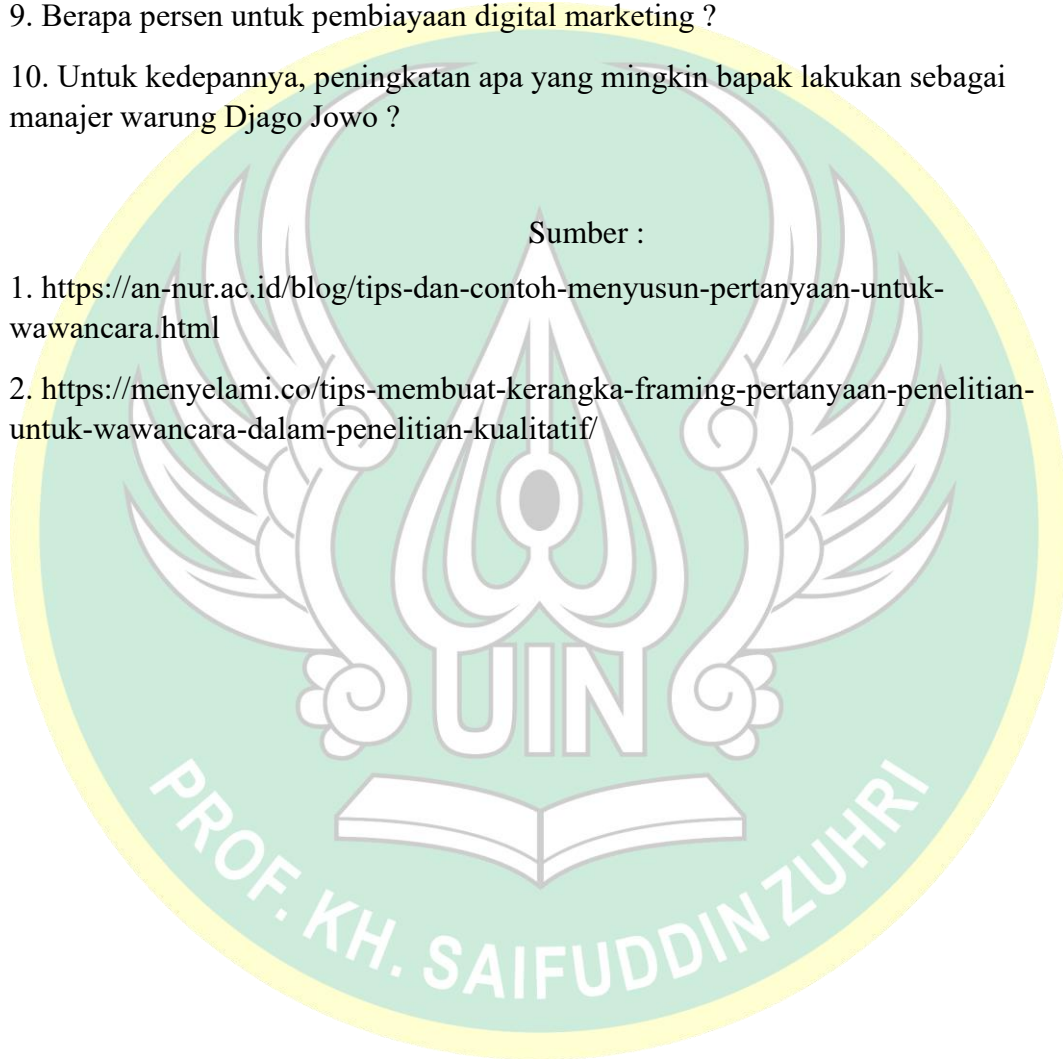 9. Berapa persen untuk pembiayaan digital marketing ?
10. Untuk kedepannya, peningkatan apa yang mingkin bapak lakukan sebagai
manajer warung Djago Jowo ?
Sumber :
1. https://an-nur.ac.id/blog/tips-dan-contoh-menyusun-pertanyaan-untuk-
wawancara.html
2. https://menyelami.co/tips-membuat-kerangka-framing-pertanyaan-penelitian-
untuk-wawancara-dalam-penelitian-kualitatif/
UIN
PROF. KH. SAIFUDDIN ZUHRI